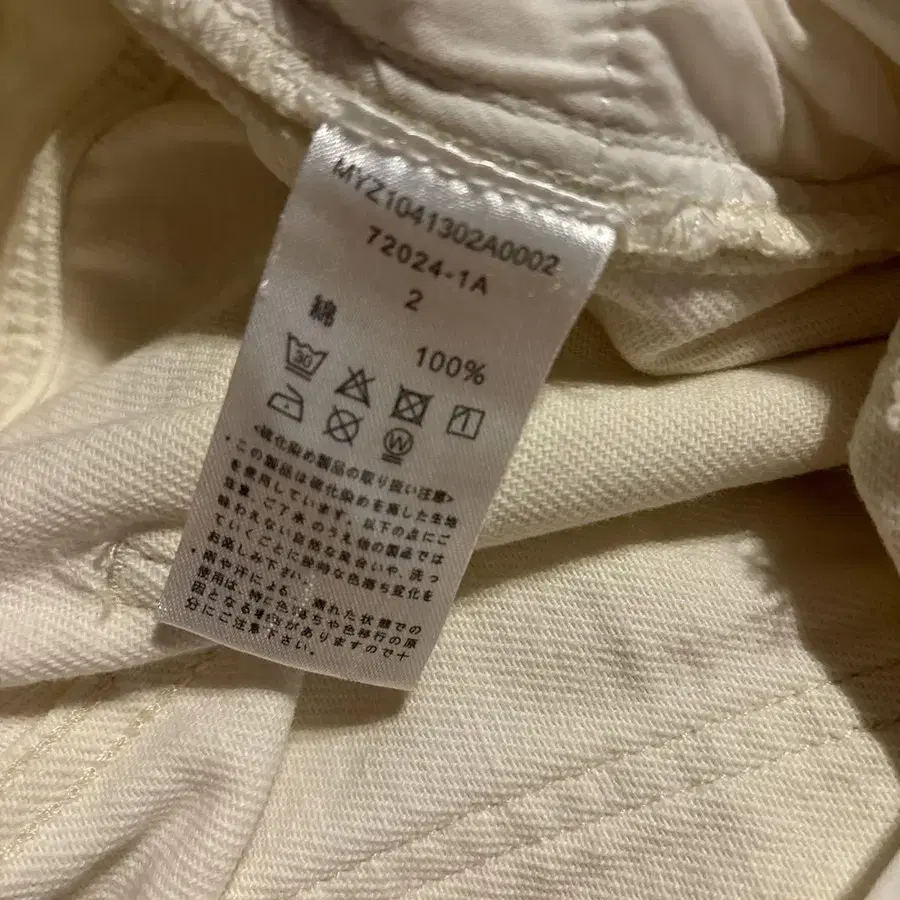 MYZ1041302A0002
72024-1A
2
綿 100%
30
W
<硫化染め製品の取り扱い注意>
・この製品は硫化染めを施した生地
を使用しています。以下の点にご
注意、ご了承のうえ他の製品では
味わえない自然な風合いや、洗っ
ていくごとに独特な色落ち変化を
お楽しみ下さい。
・雨や汗による、濡れた状態での
使用は、特に色落ちや色移行の原
因となる場合がありますので十
分にご注意下さい。